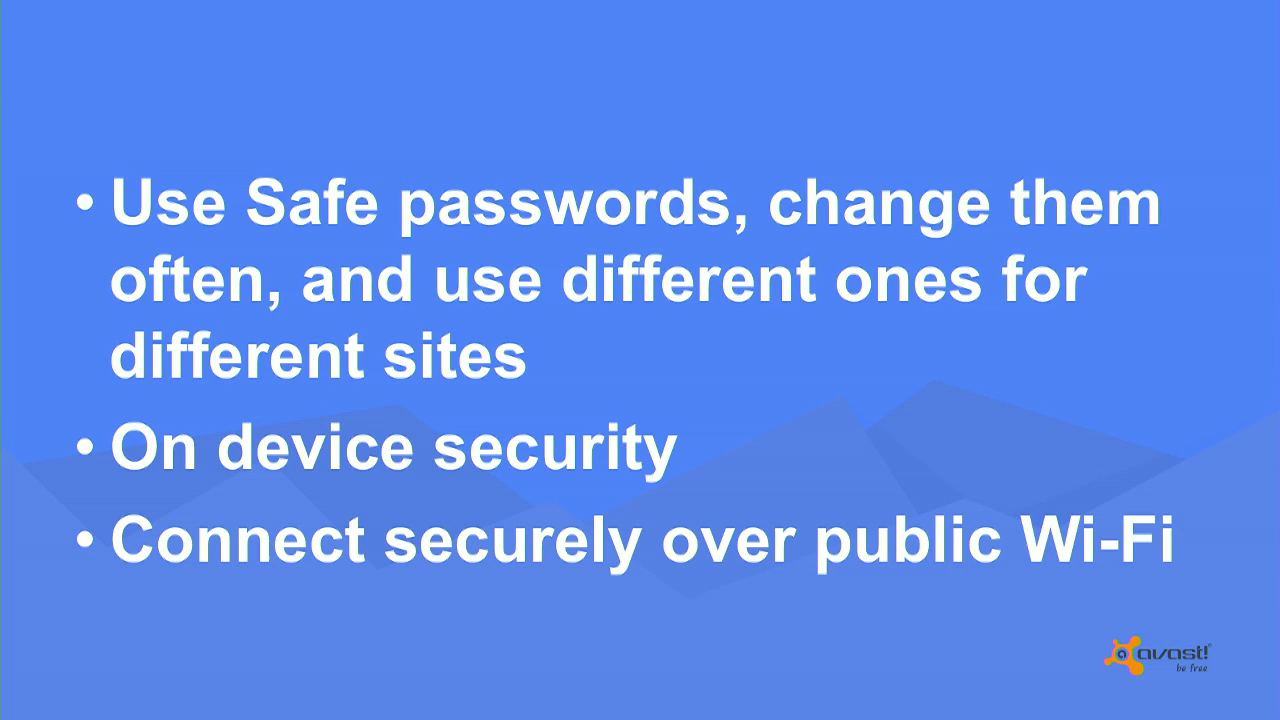 • Use Safe passwords, change them
often, and use different ones for
different sites
• On device security
• Connect securely over public Wi-Fi
avast!
be free